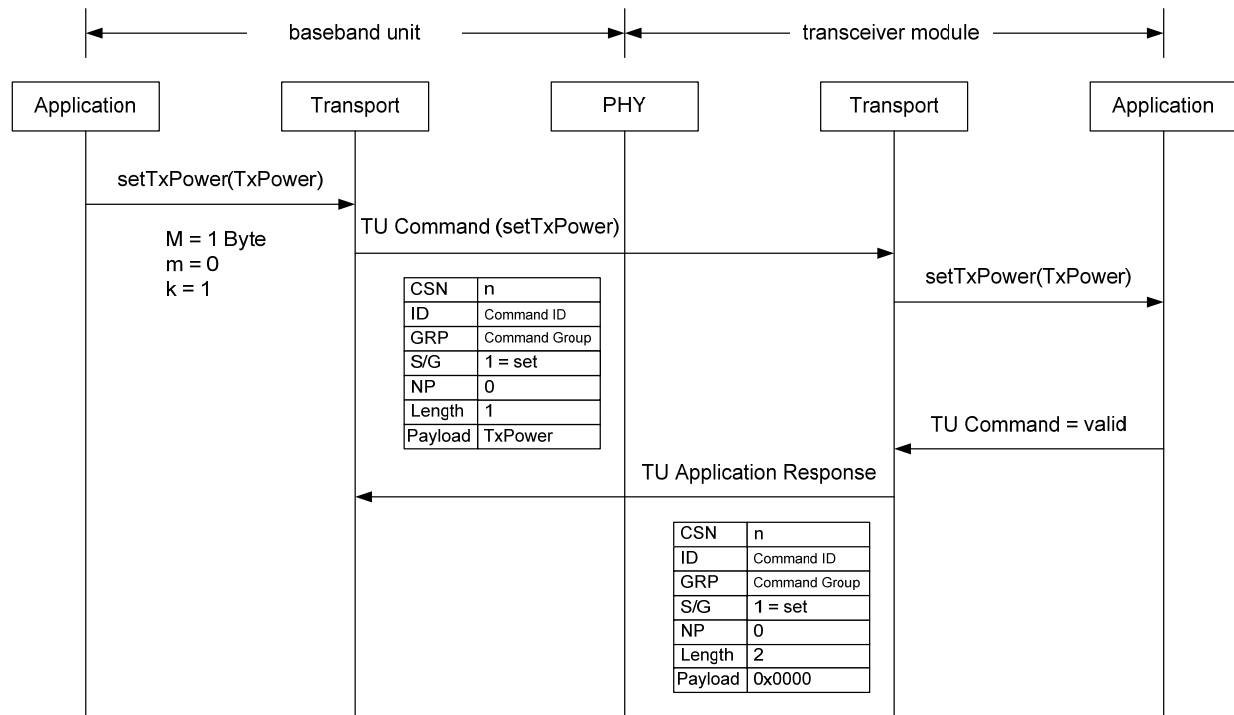 baseband unit
transceiver module
Application
Transport
PHY
Transport
Application
setTxPower(TxPower)
M = 1 Byte
m = 0
k = 1
TU Command (setTxPower)
CSN n
ID Command ID
GRP Command Group
S/G 1 = set
NP 0
Length 1
Payload TxPower
setTxPower(TxPower)
TU Command = valid
TU Application Response
CSN n
ID Command ID
GRP Command Group
S/G 1 = set
NP 0
Length 2
Payload 0x0000